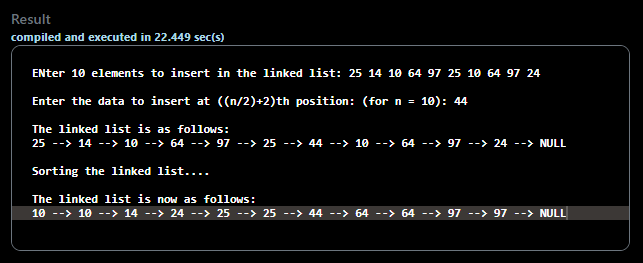 Result
compiled and executed in 22.449 sec(s)
ENter 10 elements to insert in the linked list: 25 14 10 64 97 25 10 64 97 24
Enter the data to insert at ((n/2)+2)th position: (for n = 10): 44
The linked list is as follows:
25 --> 14 --> 10 --> 64 --> 97 --> 25 --> 44 --> 10 --> 64 --> 97 --> 24 --> NULL
Sorting the linked list....
The linked list is now as follows:
10 --> 10 --> 14 --> 24 --> 25 --> 25 --> 44 --> 64 --> 64 --> 97 --> 97 --> NULL